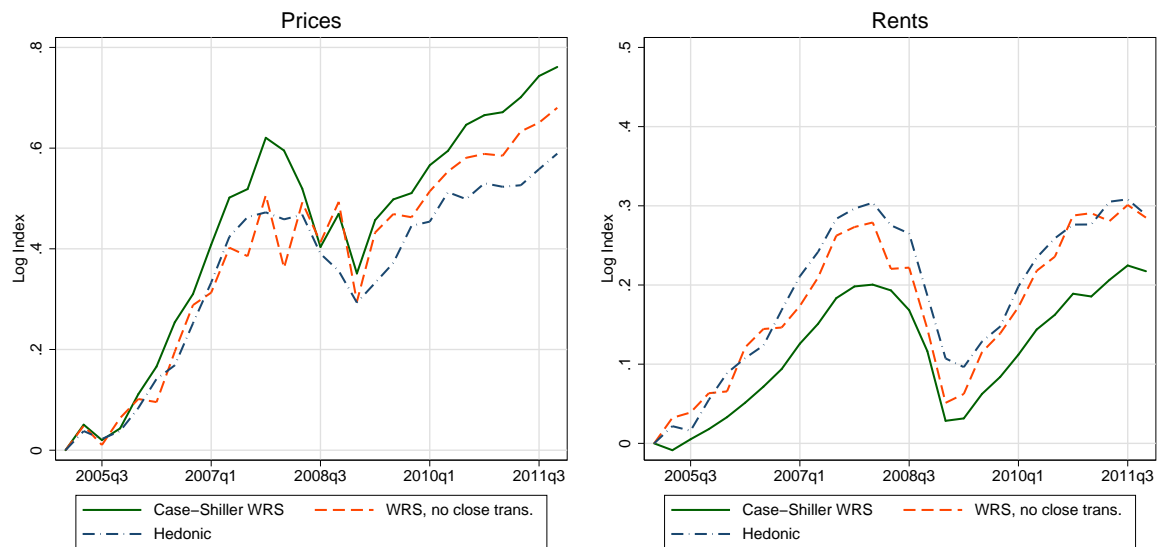 Prices
Log Index
.8
.6
.4
.2
0
2005q3 2007q1 2008q3 2010q1 2011q3
Case−Shiller WRS WRS, no close trans.
Hedonic
Rents
Log Index
.5
.4
.3
.2
.1
0
2005q3 2007q1 2008q3 2010q1 2011q3
Case−Shiller WRS WRS, no close trans.
Hedonic